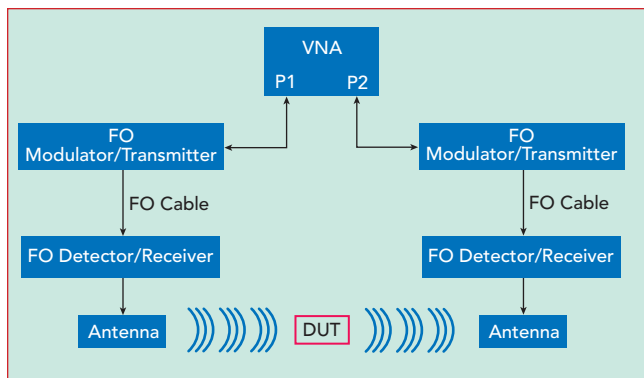 VNA
P1 P2
FO
Modulator/Transmitter
FO
Modulator/Transmitter
FO Cable
FO Cable
FO Detector/Receiver
FO Detector/Receiver
Antenna
DUT
Antenna